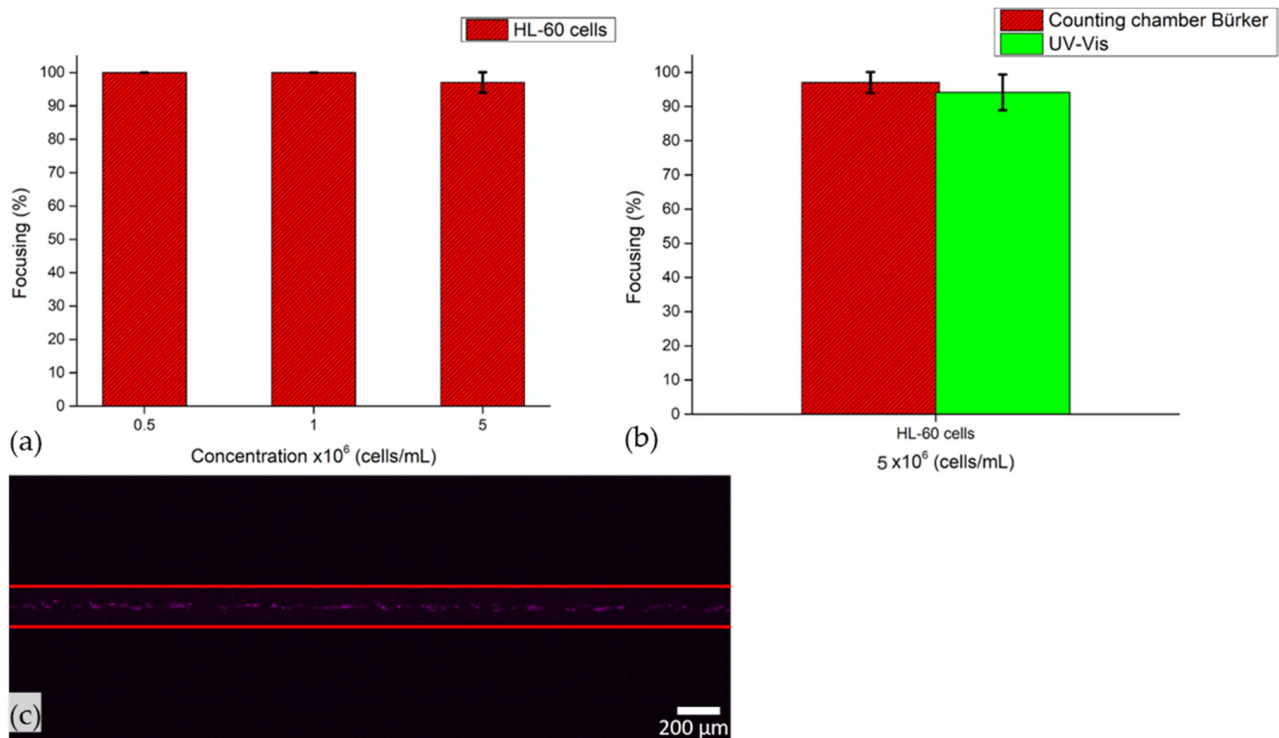 HL-60 cells
100
90
80
70
60
50
40
30
20
10
0
Focusing (%)
0.5 1 5
Concentration x10⁶ (cells/mL)
(a)
Counting chamber Bürker
UV-Vis
100
90
80
70
60
50
40
30
20
10
0
Focusing (%)
HL-60 cells
5 x10⁶ (cells/mL)
(b)
(c)
200 µm